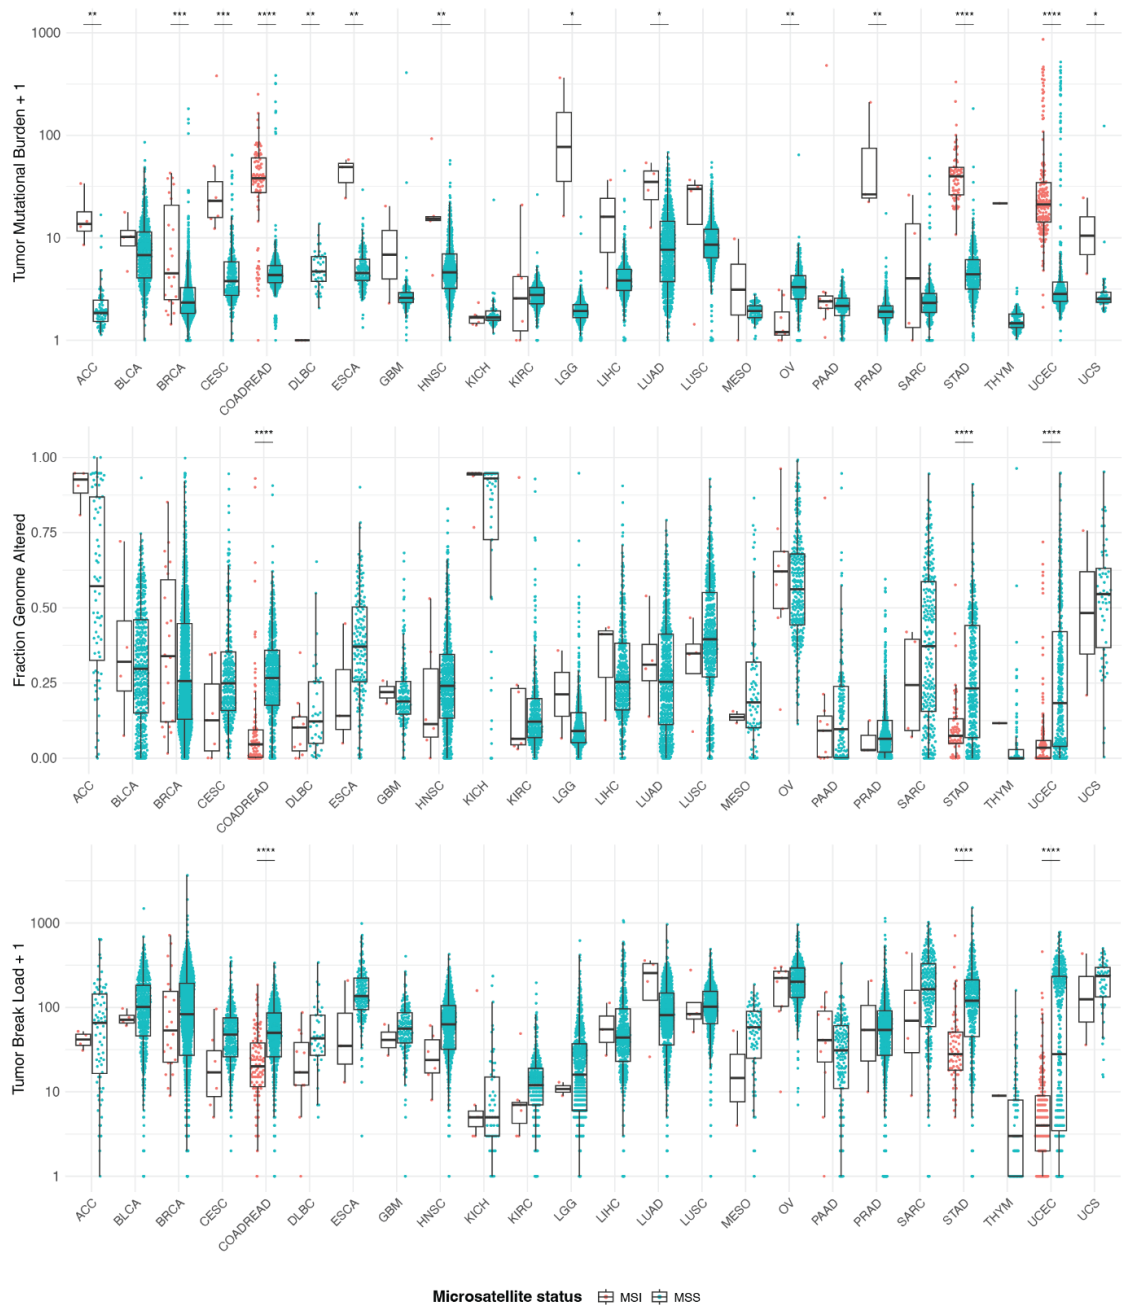 ** *** *** **** ** ** ** * * ** ** **** **** *
Tumor Mutational Burden + 1
1000
100
10
1
ACC BLCA BRCA CESC COADREAD DLBC ESCA GBM HNSC KICH KIRC LGG LIHC LUAD LUSC MESO OV PAAD PRAD SARC STAD THYM UCEC UCS
**** **** ****
Fraction Genome Altered
1.00
0.75
0.50
0.25
0.00
ACC BLCA BRCA CESC COADREAD DLBC ESCA GBM HNSC KICH KIRC LGG LIHC LUAD LUSC MESO OV PAAD PRAD SARC STAD THYM UCEC UCS
**** **** ****
Tumor Break Load + 1
1000
100
10
1
ACC BLCA BRCA CESC COADREAD DLBC ESCA GBM HNSC KICH KIRC LGG LIHC LUAD LUSC MESO OV PAAD PRAD SARC STAD THYM UCEC UCS
Microsatellite status MSI MSS